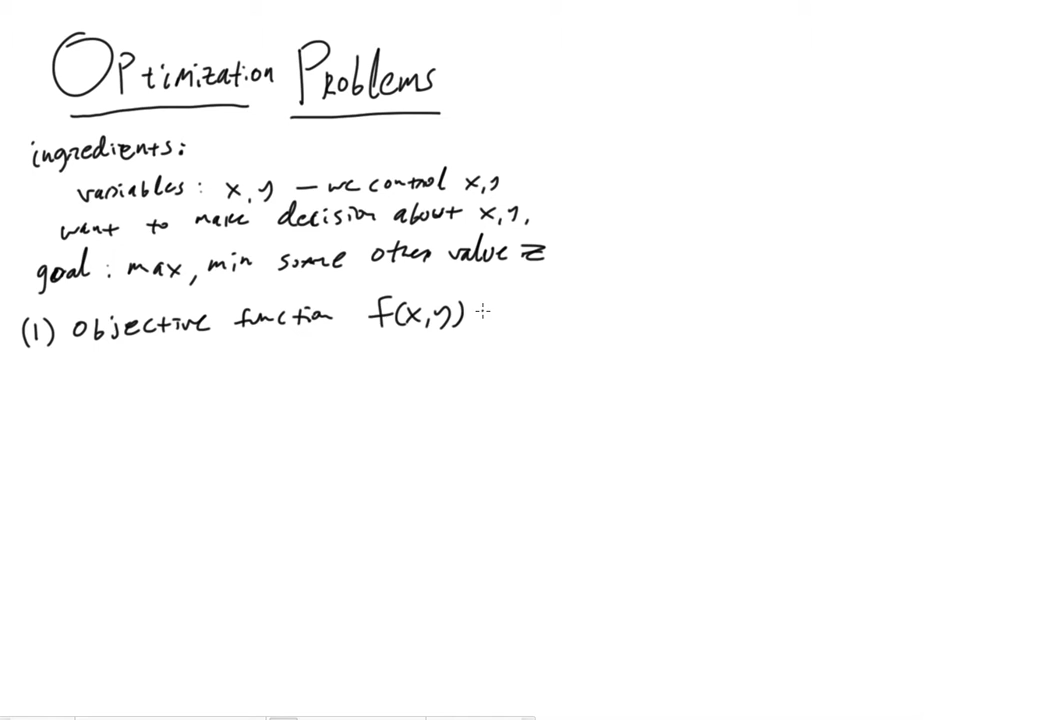 Optimization Problems
ingredients:
variables: x, y — we control x, y
want to make decision about x, y.
goal: max, min some other value z
(1) Objective function f(x,y)